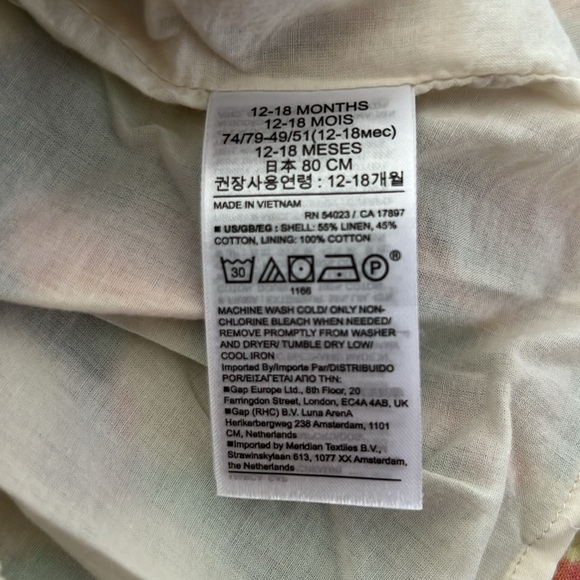 12-18 MONTHS
12-18 MOIS
74/79-49/51(12-18мес)
12-18 MESES
日本 80 CM
권장사용연령 : 12-18개월
MADE IN VIETNAM
RN 54023 / CA 17897
■ US/GB/EG : SHELL: 55% LINEN, 45%
COTTON, LINING: 100% COTTON
30 P ®
1166
MACHINE WASH COLD/ ONLY NON-
CHLORINE BLEACH WHEN NEEDED/
REMOVE PROMPTLY FROM WASHER
AND DRYER/ TUMBLE DRY LOW/
COOL IRON
Imported By/Importe Par/DISTRIBUIDO
POR/ΕΙΣΑΓΕΤΑΙ ΑΠΟ ΤΗΝ:
■Gap Europe Ltd., 8th Floor, 20
Farringdon Street, London, EC4A 4AB, UK
■Gap (RHC) B.V. Luna ArenA
Herikerbergweg 238 Amsterdam, 1101
CM, Netherlands
■Imported by Meridian Textiles B.V.,
Strawinskylaan 613, 1077 XX Amsterdam,
the Netherlands